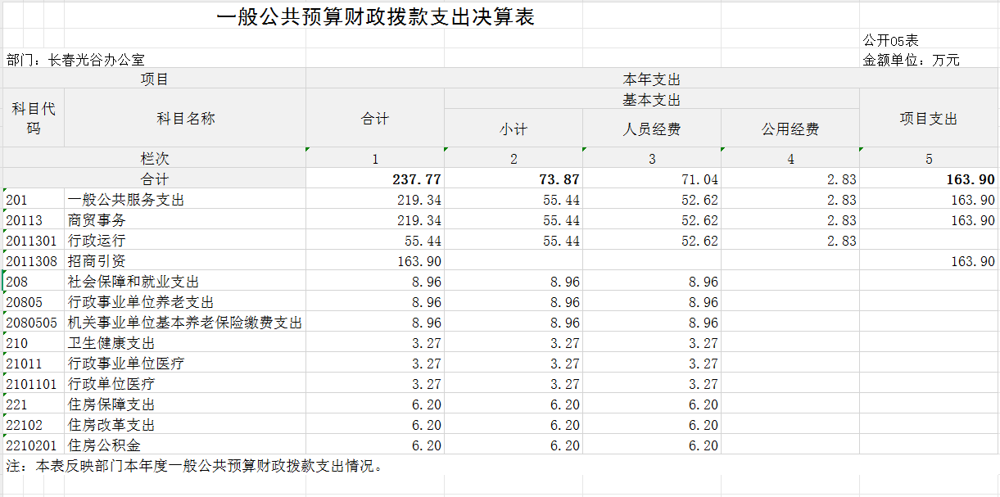 一般公共预算财政拨款支出决算表
公开05表
部门：长春光谷办公室 金额单位：万元
项目 本年支出
科目代码 科目名称 合计 基本支出 项目支出
小计 人员经费 公用经费
栏次 1 2 3 4 5
合计 237.77 73.87 71.04 2.83 163.90
201 一般公共服务支出 219.34 55.44 52.62 2.83 163.90
20113 商贸事务 219.34 55.44 52.62 2.83 163.90
2011301 行政运行 55.44 55.44 52.62 2.83
2011308 招商引资 163.90 163.90
208 社会保障和就业支出 8.96 8.96 8.96
20805 行政事业单位养老支出 8.96 8.96 8.96
2080505 机关事业单位基本养老保险缴费支出 8.96 8.96 8.96
210 卫生健康支出 3.27 3.27 3.27
21011 行政事业单位医疗 3.27 3.27 3.27
2101101 行政单位医疗 3.27 3.27 3.27
221 住房保障支出 6.20 6.20 6.20
22102 住房改革支出 6.20 6.20 6.20
2210201 住房公积金 6.20 6.20 6.20
注：本表反映部门本年度一般公共预算财政拨款支出情况。